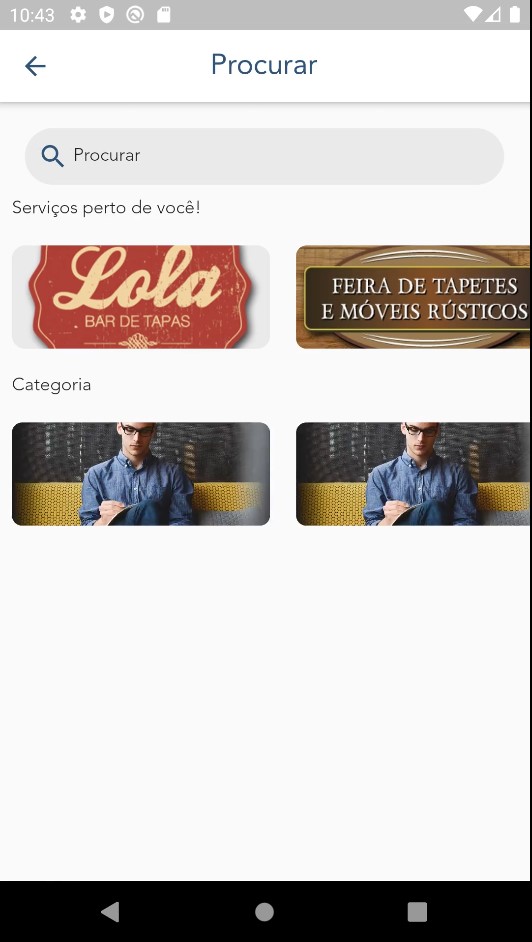 10:43
Procurar
Procurar
Serviços perto de você!
Lola
BAR DE TAPAS
FEIRA DE TAPETES
E MÓVEIS RÚSTICOS
Categoria